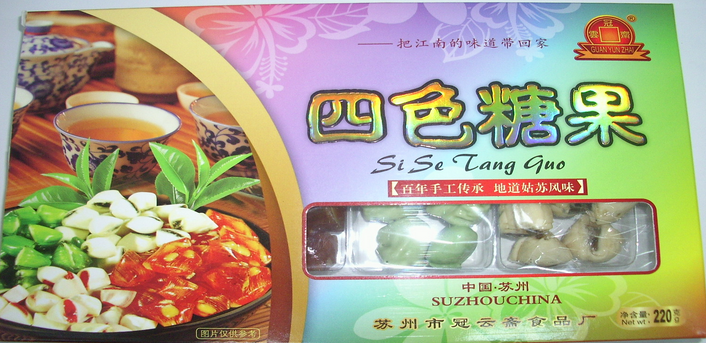 ——把江南的味道带回家
冠
雲 齋
GUAN YUN ZHAI
®
四色糖果
Si Se Tang Guo
【百年手工传承 地道姑苏风味】
中国·苏州
SUZHOUCHINA
苏州市冠云斋食品厂
净含量: 220克
Net wt: 220 g
图片仅供参考